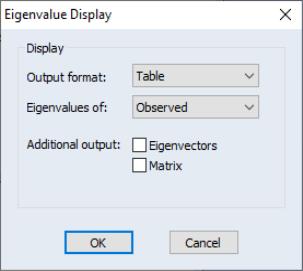 Eigenvalue Display
Display
Output format: Table
Eigenvalues of: Observed
Additional output: Eigenvectors
Matrix
OK Cancel